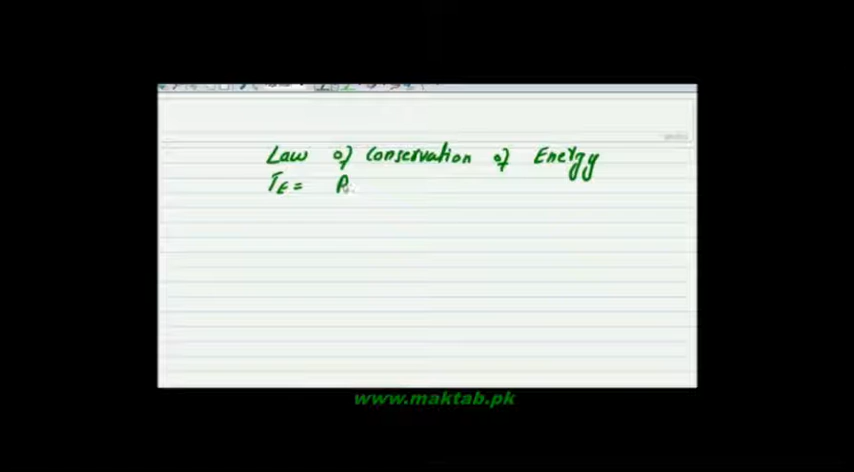 Law of Conservation of Energy
TE = P
www.maktab.pk